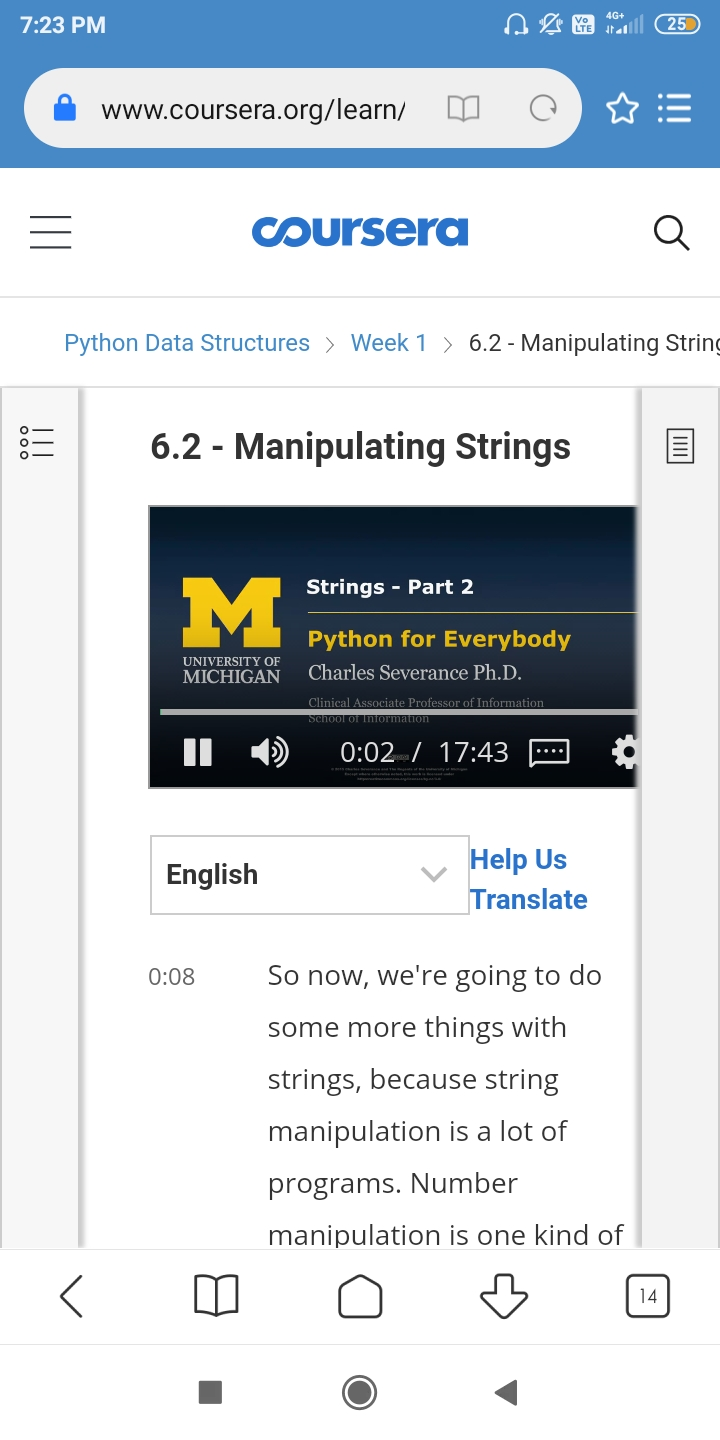 7:23 PM
Vo
LTE
4G+
25
www.coursera.org/learn/
coursera
Python Data Structures > Week 1 > 6.2 - Manipulating String
6.2 - Manipulating Strings
M
UNIVERSITY OF
MICHIGAN
Strings - Part 2
Python for Everybody
Charles Severance Ph.D.
Clinical Associate Professor of Information
School of Information
0:02 / 17:43
English
Help Us
Translate
0:08
So now, we're going to do
some more things with
strings, because string
manipulation is a lot of
programs. Number
manipulation is one kind of
14